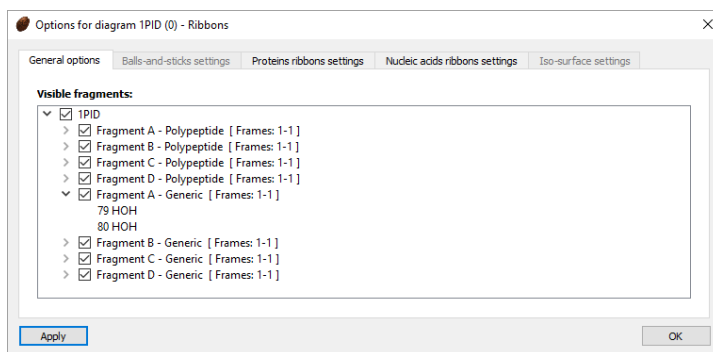 Options for diagram 1PID (0) - Ribbons
General options Balls-and-sticks settings Proteins ribbons settings Nucleic acids ribbons settings Iso-surface settings
Visible fragments:
1PID
Fragment A - Polypeptide [ Frames: 1-1 ]
Fragment B - Polypeptide [ Frames: 1-1 ]
Fragment C - Polypeptide [ Frames: 1-1 ]
Fragment D - Polypeptide [ Frames: 1-1 ]
Fragment A - Generic [ Frames: 1-1 ]
79 HOH
80 HOH
Fragment B - Generic [ Frames: 1-1 ]
Fragment C - Generic [ Frames: 1-1 ]
Fragment D - Generic [ Frames: 1-1 ]
Apply OK